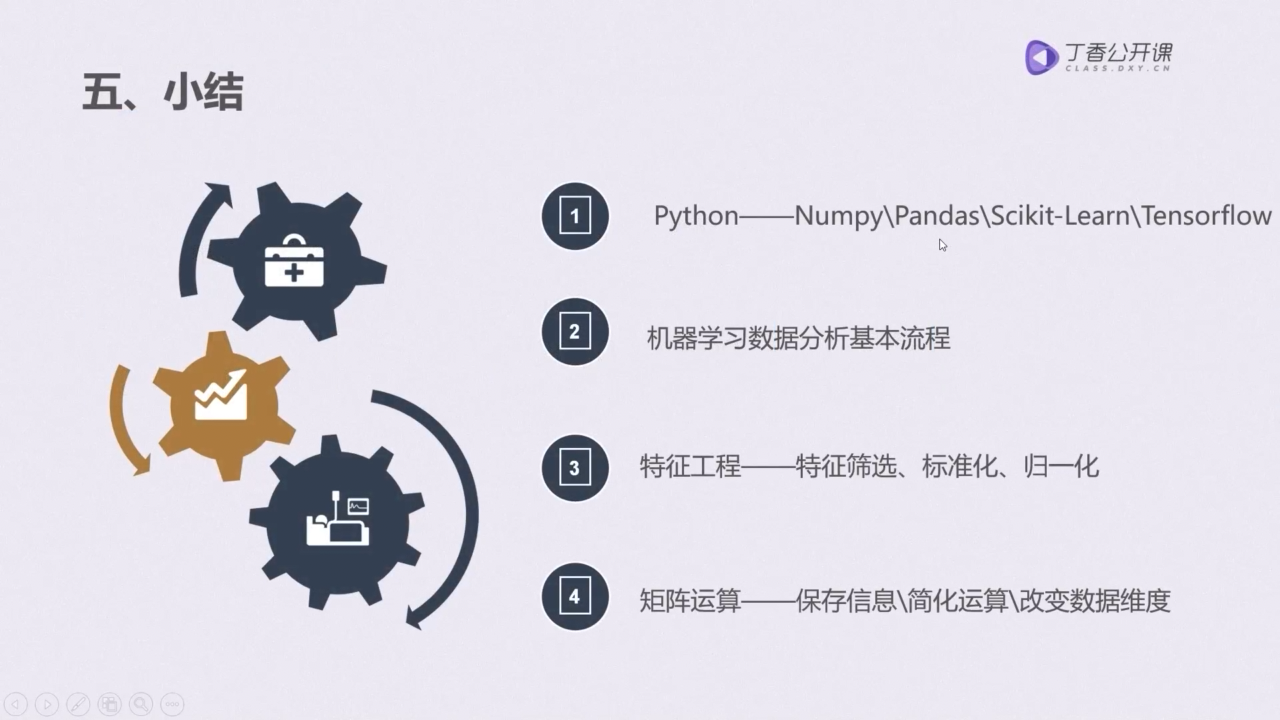 丁香公开课
CLASS.DXY.CN
五、小结
1
Python——Numpy\Pandas\Scikit-Learn\Tensorflow
2
机器学习数据分析基本流程
3
特征工程——特征筛选、标准化、归一化
4
矩阵运算——保存信息\简化运算\改变数据维度